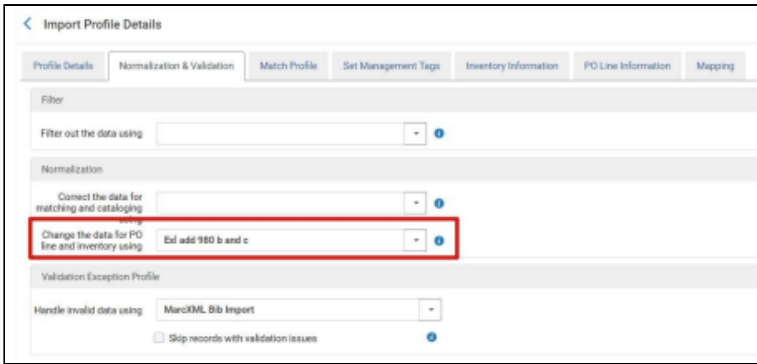 Import Profile Details
Profile Details Normalization & Validation Match Profile Set Management Tags Inventory Information PO Line Information Mapping
Filter
Filter out the data using
Normalization
Correct the data for
matching and cataloging
using
Change the data for PO
line and inventory using
Exl add 980 b and c
Validation Exception Profile
Handle invalid data using MarcXML Bib Import
Skip records with validation issues